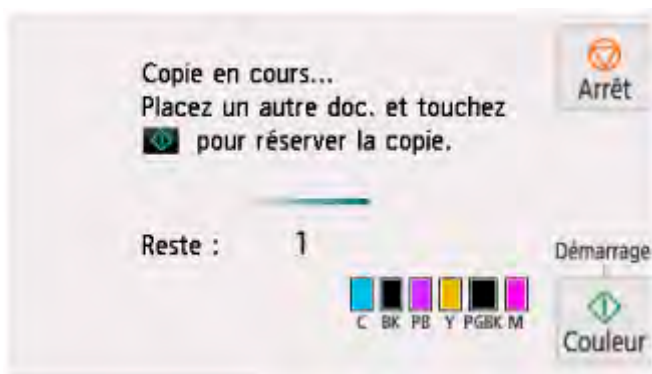 Copie en cours...
Placez un autre doc. et touchez
pour réserver la copie.
Reste : 1
C BK PB Y PGBK M
Arrêt
Démarrage
Couleur